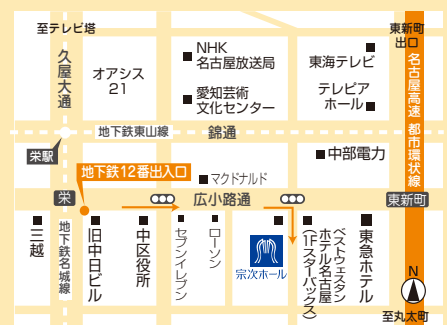 至テレビ塔
東新町
出口
久屋大通
オアシス
21
NHK
名古屋放送局
愛知芸術
文化センター
東海テレビ
テレピア
ホール
名古屋高速 都市環状線
地下鉄東山線
錦通
栄駅
中部電力
地下鉄12番出入口
マクドナルド
栄
広小路通
東新町
三越
地下鉄名城線
旧中日ビル
中区役所
セブンイレブン
ローソン
宗次ホール
ベストウェスタン
ホテル名古屋
(1Fスターバックス)
東急ホテル
N
至丸太町